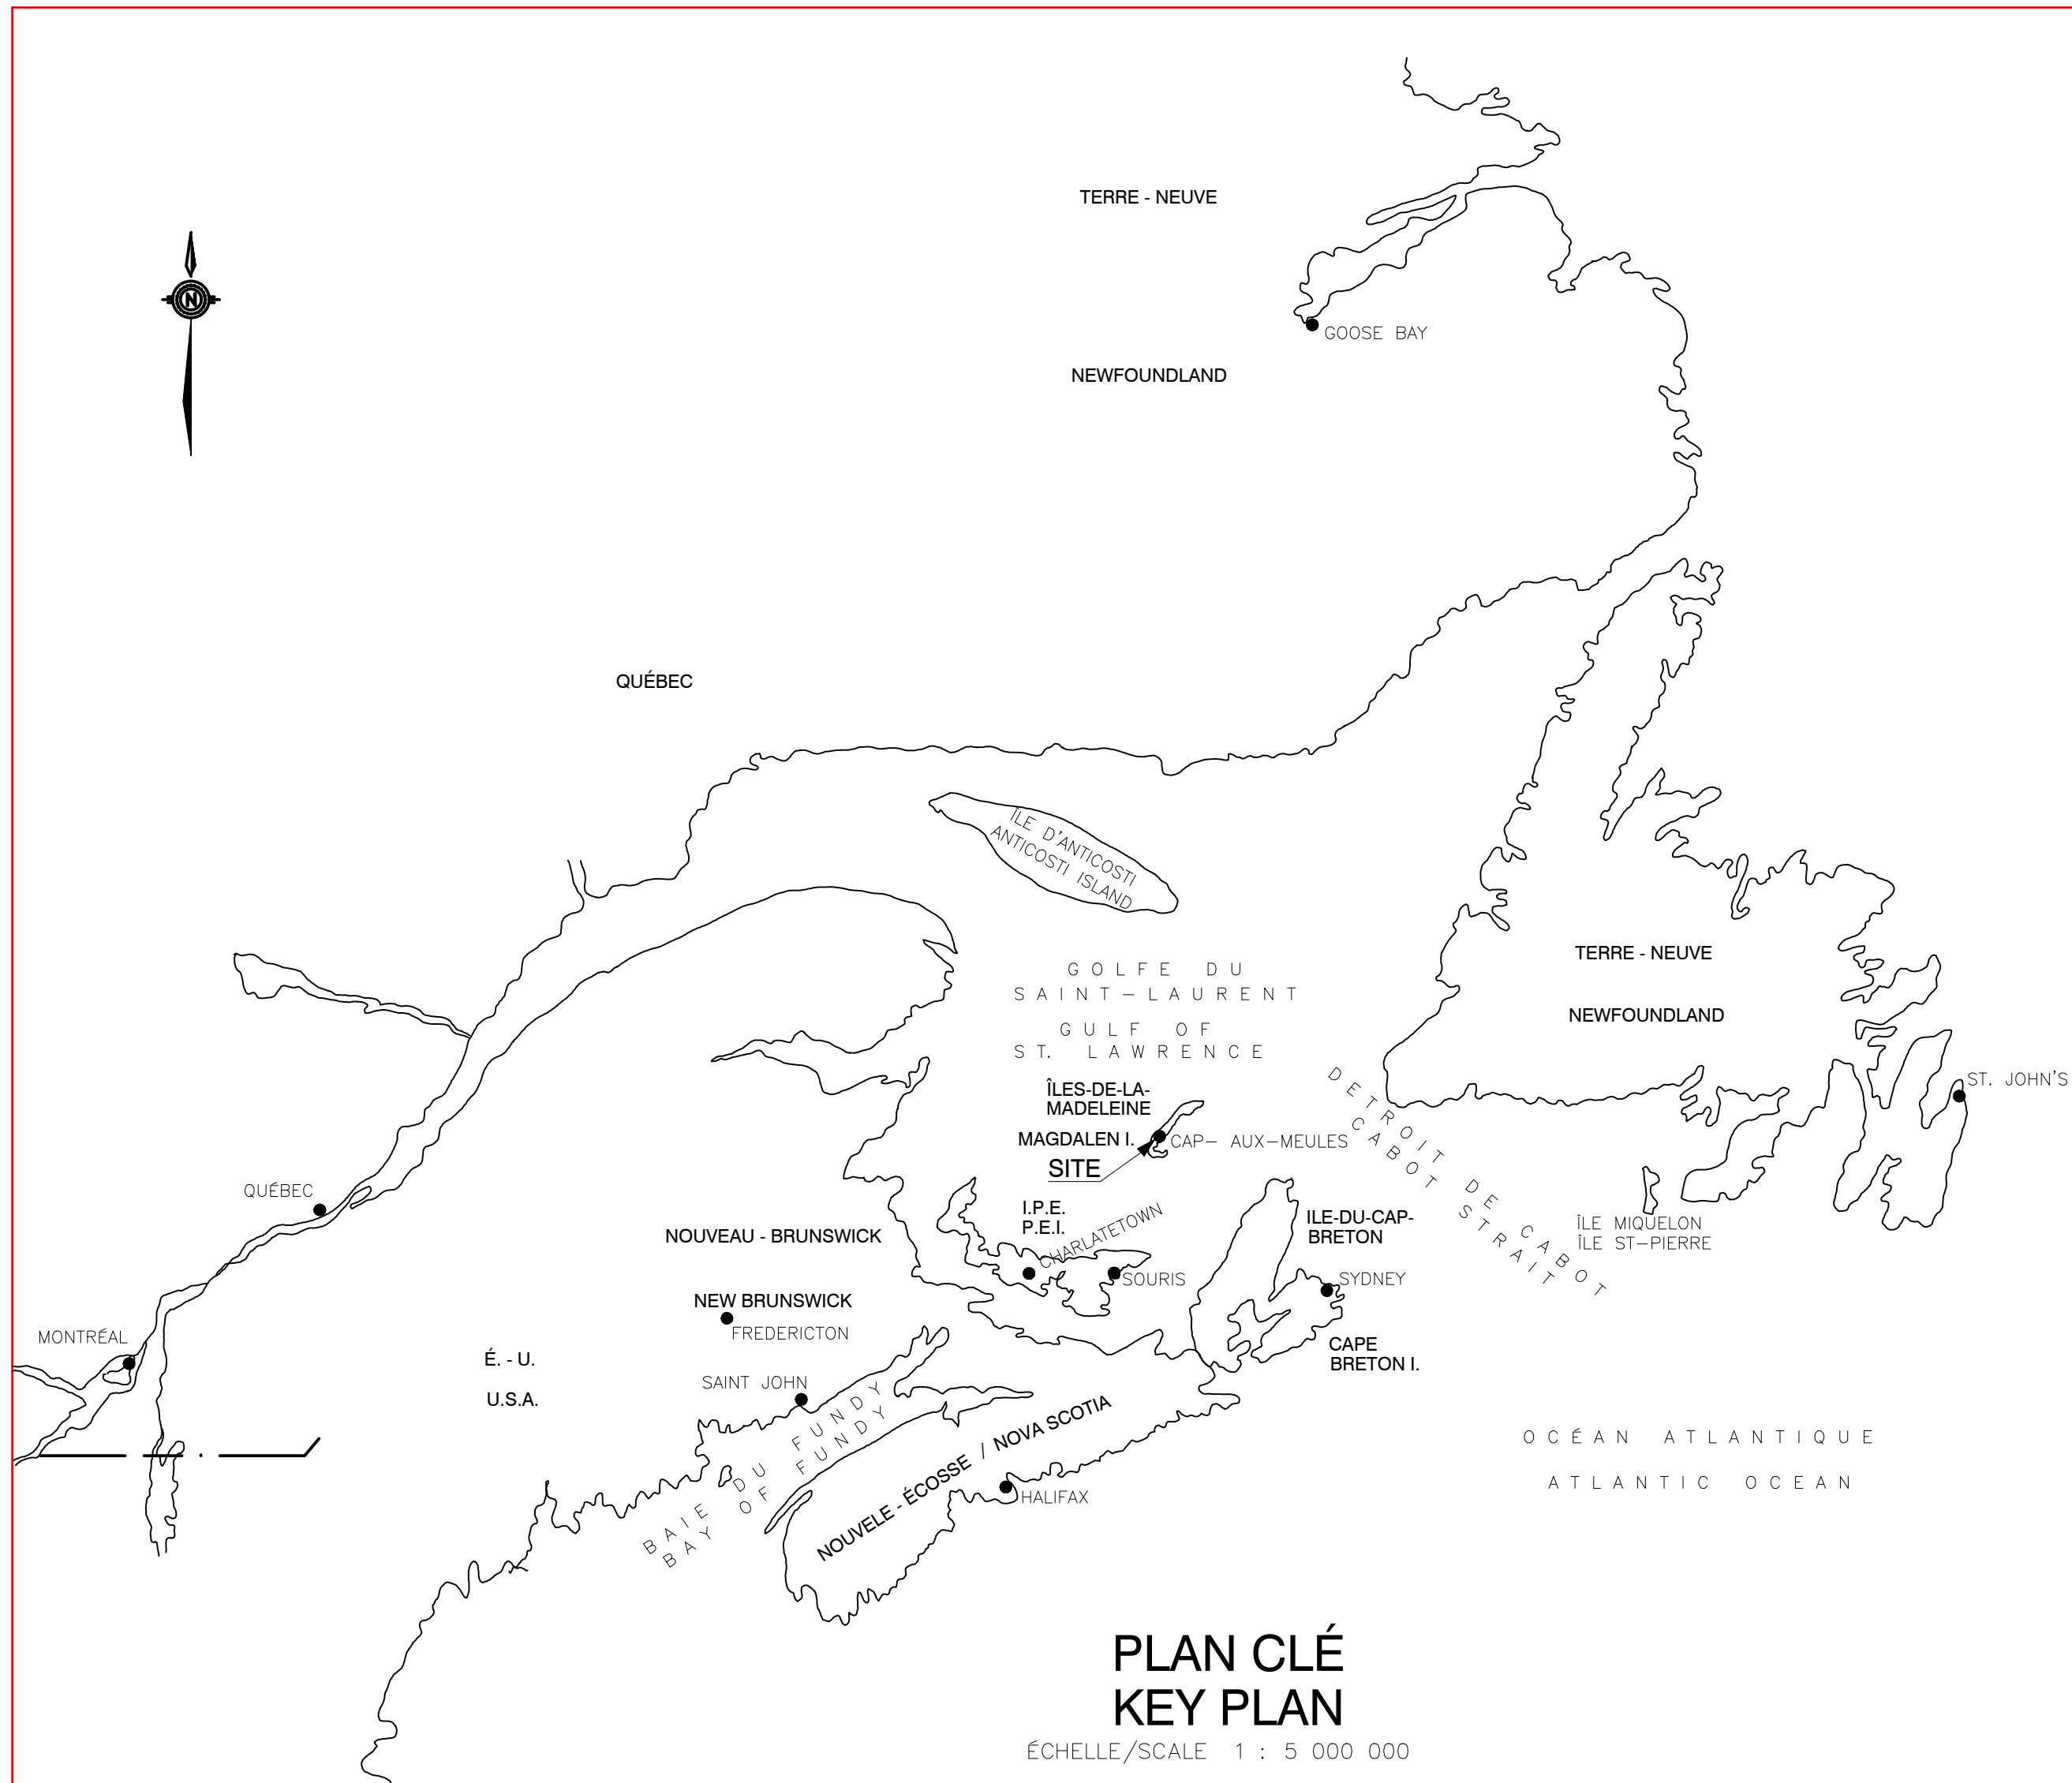 TERRE - NEUVE
N
GOOSE BAY
NEWFOUNDLAND
QUÉBEC
ÎLE D'ANTICOSTI
ANTICOSTI ISLAND
TERRE - NEUVE
NEWFOUNDLAND
GOLFE DU
SAINT-LAURENT
GULF OF
ST. LAWRENCE
ÎLES-DE-LA-
MADELEINE
MAGDALEN I.
CAP- AUX-MEULES
SITE
DETROIT DE CABOT
CABOT STRAIT
ST. JOHN'S
QUÉBEC
I.P.E.
P.E.I.
CHARLATETOWN
SOURIS
ILE-DU-CAP-
BRETON
SYDNEY
CAPE
BRETON I.
ÎLE MIQUELON
ÎLE ST-PIERRE
NOUVEAU - BRUNSWICK
NEW BRUNSWICK
FREDERICTON
MONTRÉAL
É. - U.
U.S.A.
SAINT JOHN
BAIE DU FUNDY
BAY OF FUNDY
NOUVELE - ÉCOSSE / NOVA SCOTIA
HALIFAX
OCÉAN ATLANTIQUE
ATLANTIC OCEAN
PLAN CLÉ
KEY PLAN
ÉCHELLE/SCALE 1 : 5 000 000